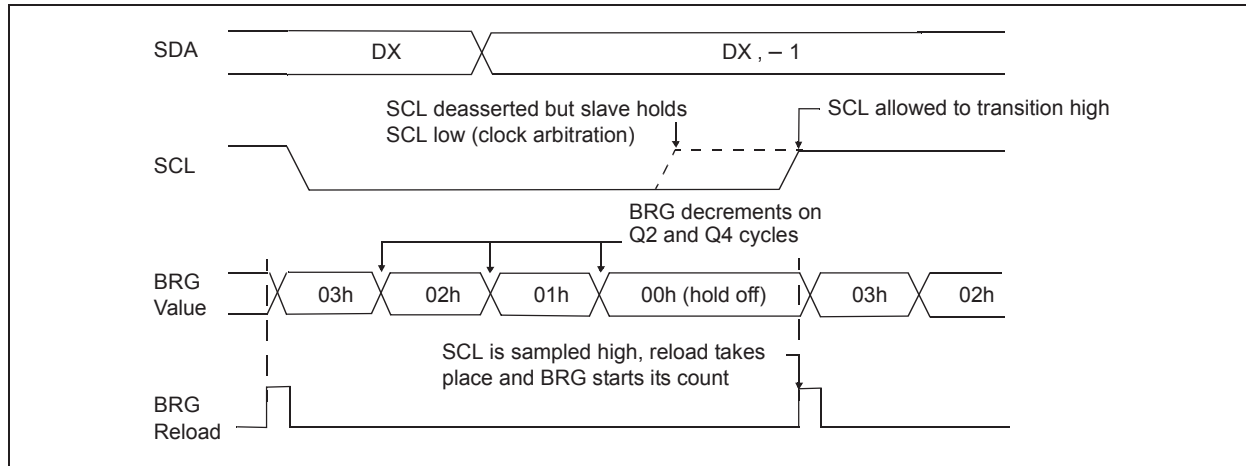 SDA
DX
DX , – 1
SCL deasserted but slave holds
SCL low (clock arbitration)
SCL allowed to transition high
SCL
BRG decrements on
Q2 and Q4 cycles
BRG
Value
03h
02h
01h
00h (hold off)
03h
02h
SCL is sampled high, reload takes
place and BRG starts its count
BRG
Reload